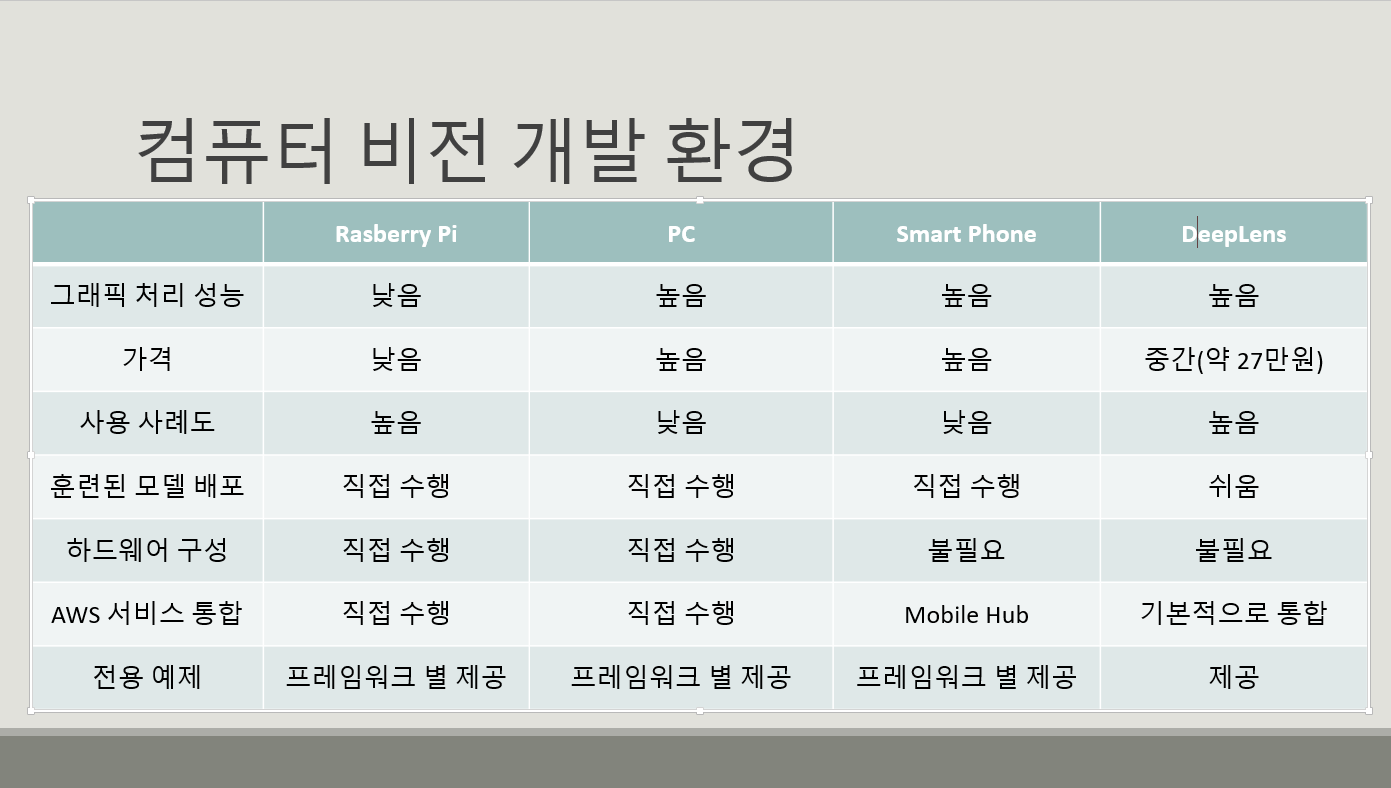 컴퓨터 비전 개발 환경
Rasberry Pi PC Smart Phone DeepLens
그래픽 처리 성능 낮음 높음 높음 높음
가격 낮음 높음 높음 중간(약 27만원)
사용 사례도 높음 낮음 낮음 높음
훈련된 모델 배포 직접 수행 직접 수행 직접 수행 쉬움
하드웨어 구성 직접 수행 직접 수행 불필요 불필요
AWS 서비스 통합 직접 수행 직접 수행 Mobile Hub 기본적으로 통합
전용 예제 프레임워크 별 제공 프레임워크 별 제공 프레임워크 별 제공 제공